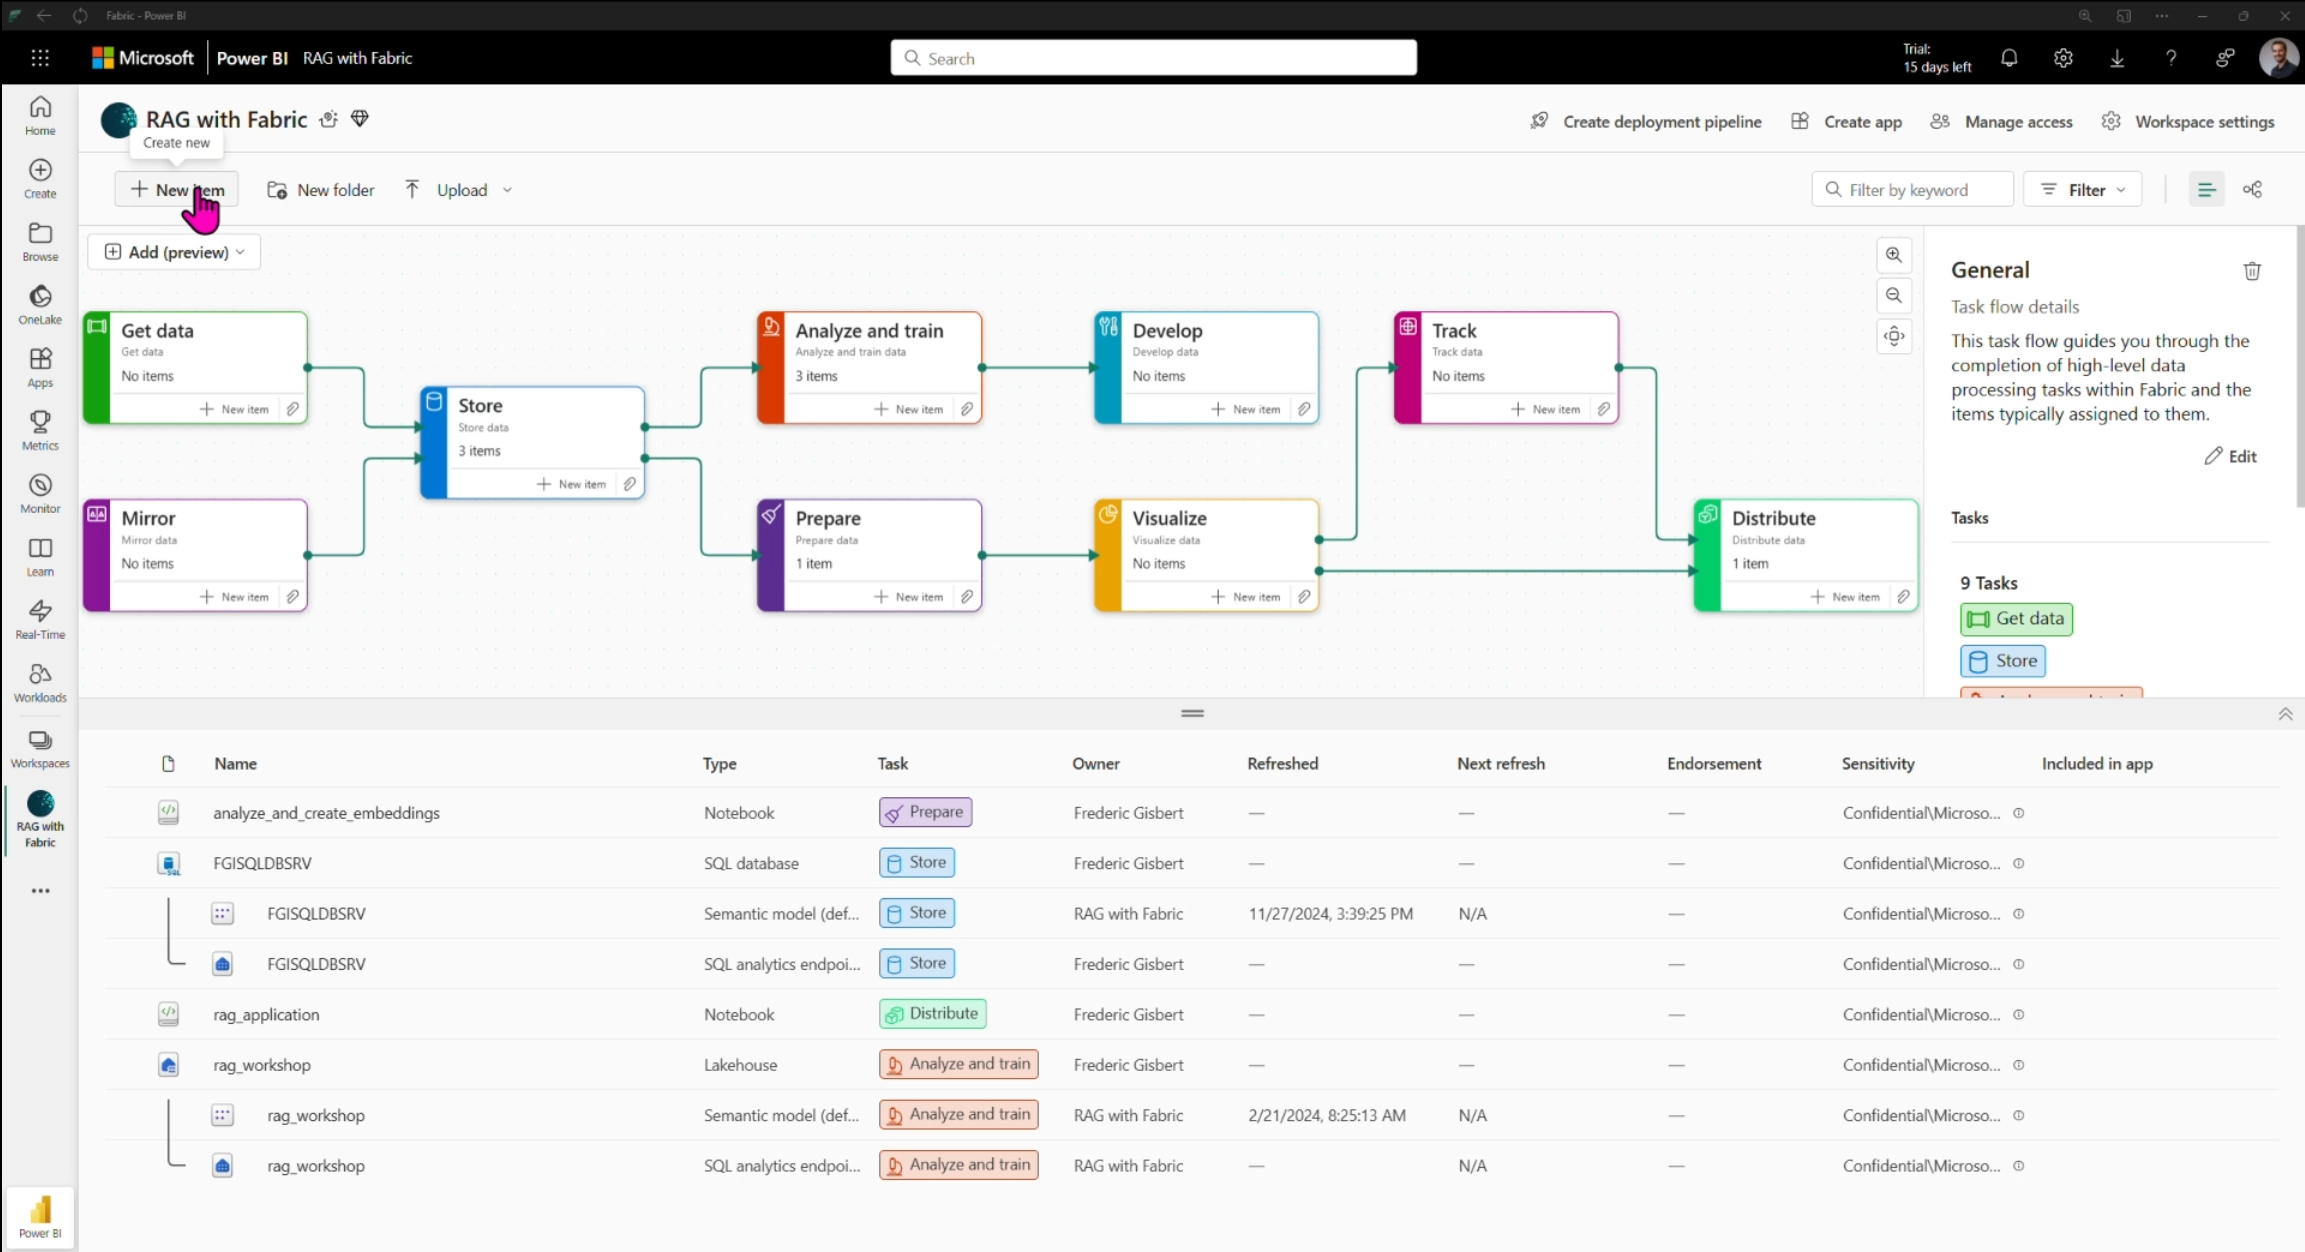 Fabric - Power BI
Microsoft Power BI RAG with Fabric
Search
Trial:
15 days left
Home
Create
Browse
OneLake
Apps
Metrics
Monitor
Learn
Real-Time
Workloads
Workspaces
RAG with
Fabric
Power BI
RAG with Fabric
Create new
Create deployment pipeline
Create app
Manage access
Workspace settings
New item
New folder
Upload
Filter by keyword
Filter
Add (preview)
Get data
Get data
No items
New item
Mirror
Mirror data
No items
New item
Store
Store data
3 items
New item
Analyze and train
Analyze and train data
3 items
New item
Prepare
Prepare data
1 item
New item
Develop
Develop data
No items
New item
Visualize
Visualize data
No items
New item
Track
Track data
No items
New item
Distribute
Distribute data
1 item
New item
General
Task flow details
This task flow guides you through the
completion of high-level data
processing tasks within Fabric and the
items typically assigned to them.
Edit
Tasks
9 Tasks
Get data
Store
Name Type Task Owner Refreshed Next refresh Endorsement Sensitivity Included in app
analyze_and_create_embeddings Notebook Prepare Frederic Gisbert — — — Confidential\Microso...
FGISQLDBSRV SQL database Store Frederic Gisbert — — — Confidential\Microso...
FGISQLDBSRV Semantic model (def... Store RAG with Fabric 11/27/2024, 3:39:25 PM N/A — Confidential\Microso...
FGISQLDBSRV SQL analytics endpoi... Store Frederic Gisbert — — — Confidential\Microso...
rag_application Notebook Distribute Frederic Gisbert — — — Confidential\Microso...
rag_workshop Lakehouse Analyze and train Frederic Gisbert — — — Confidential\Microso...
rag_workshop Semantic model (def... Analyze and train RAG with Fabric 2/21/2024, 8:25:13 AM N/A — Confidential\Microso...
rag_workshop SQL analytics endpoi... Analyze and train RAG with Fabric — N/A — Confidential\Microso...